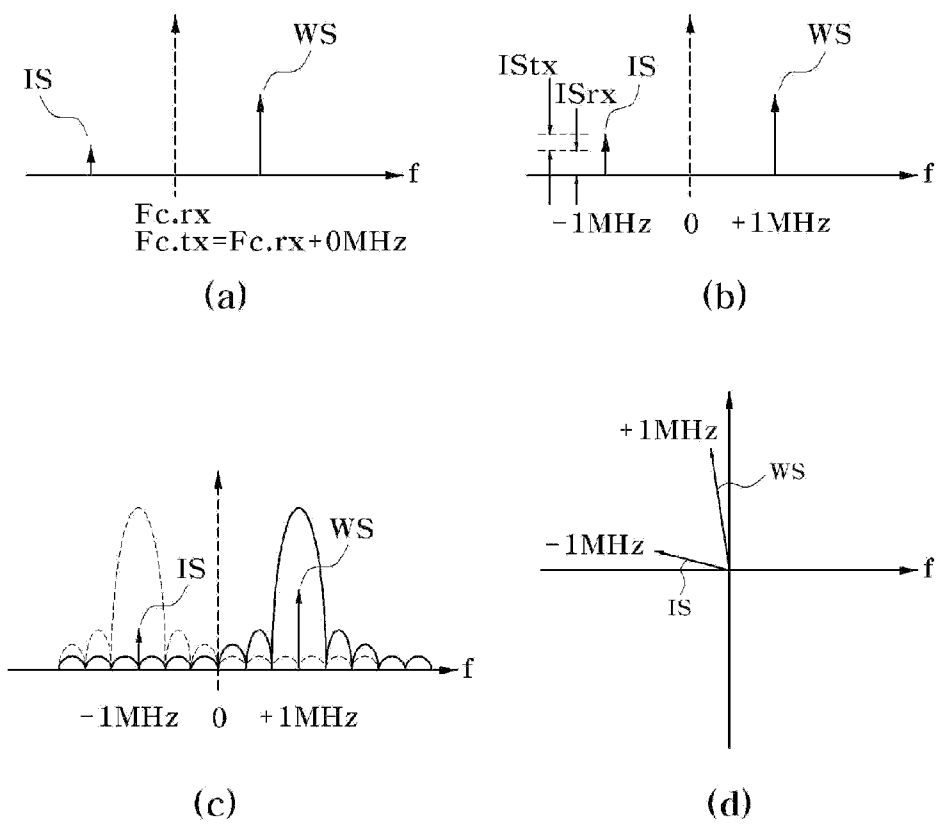 WS
IS
f
Fc.rx
Fc.tx=Fc.rx+0MHz
(a)
WS
IStx
IS
ISrx
f
-1MHz 0 +1MHz
(b)
WS
IS
f
-1MHz 0 +1MHz
(c)
+1MHz
WS
-1MHz
IS
f
(d)